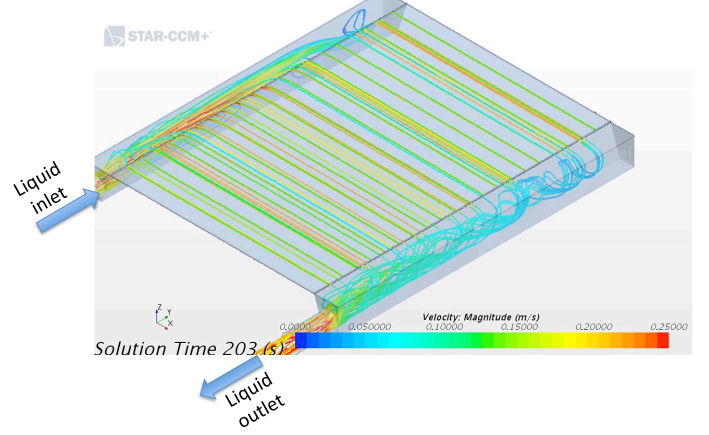 STAR-CCM+
Liquid
inlet
Z
Y
X
Velocity: Magnitude (m/s)
0.0000 0.050000 0.10000 0.15000 0.20000 0.25000
Solution Time 203 (s)
Liquid
outlet